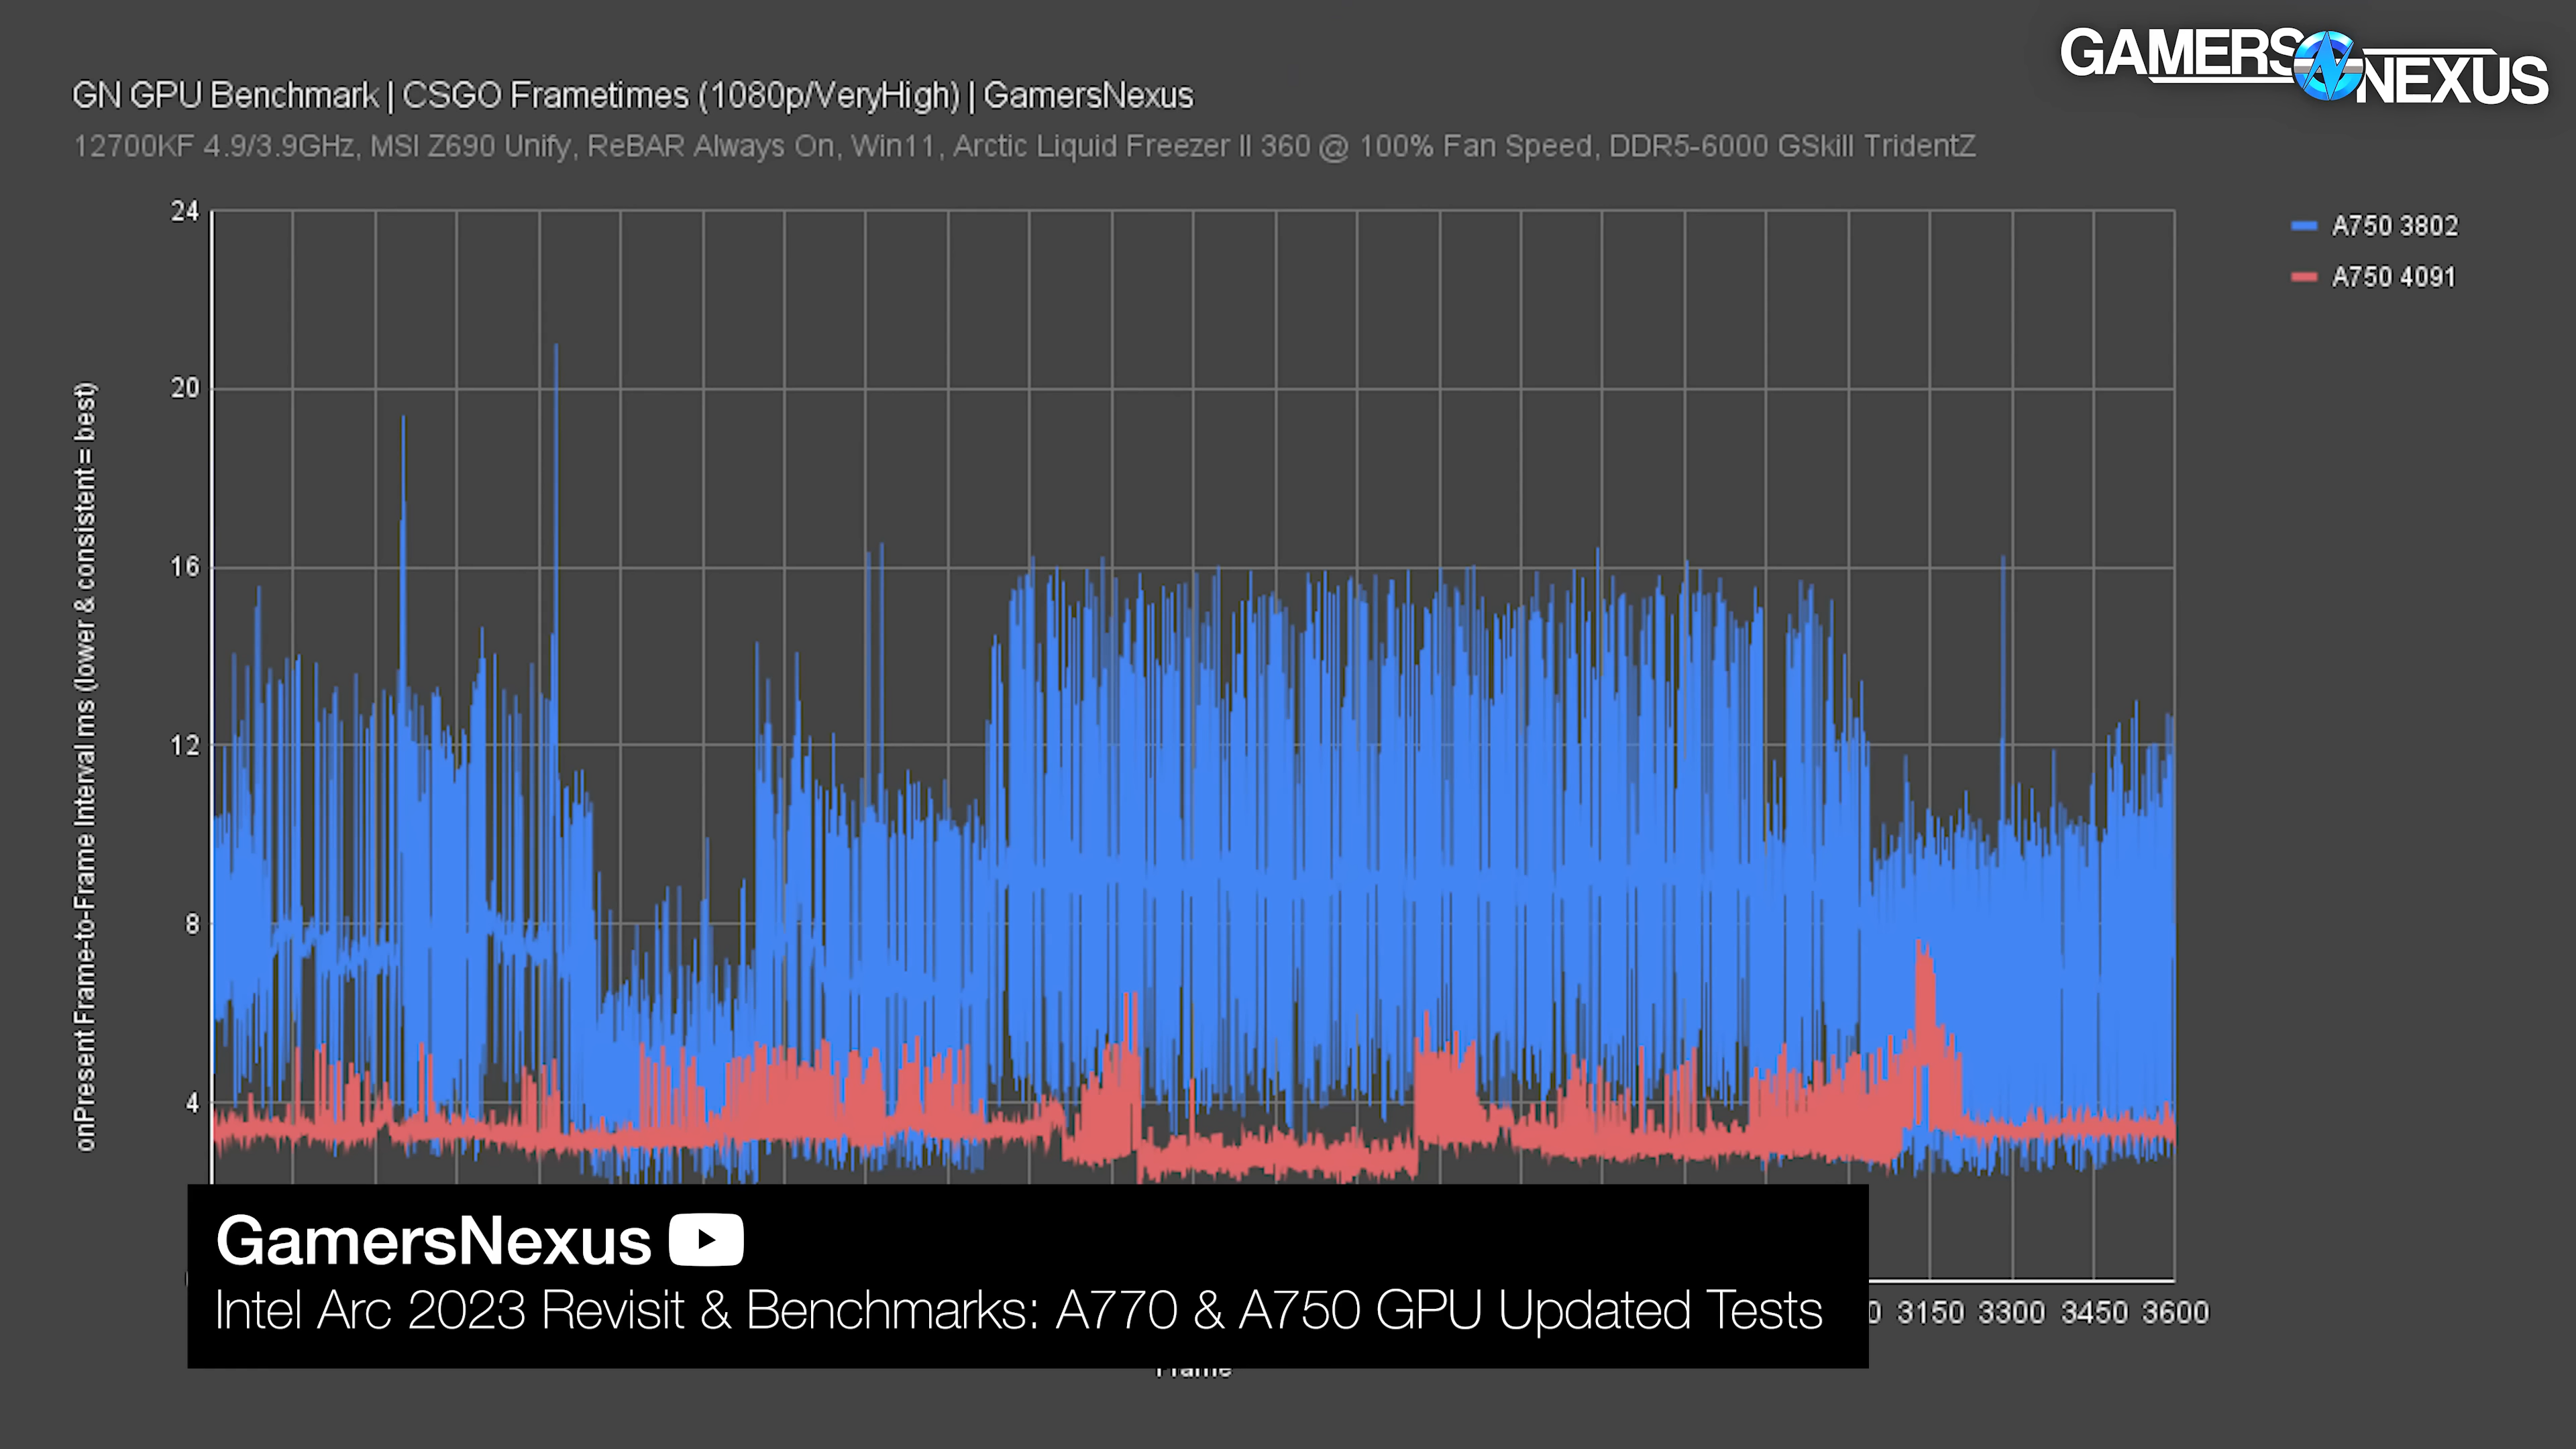 GAMERS NEXUS
GN GPU Benchmark | CSGO Frametimes (1080p/VeryHigh) | GamersNexus
12700KF 4.9/3.9GHz, MSI Z690 Unify, ReBAR Always On, Win11, Arctic Liquid Freezer II 360 @ 100% Fan Speed, DDR5-6000 GSkill TridentZ
A750 3802
A750 4091
onPresent Frame-to-Frame Interval ms (lower & consistent = best)
24
20
16
12
8
4
GamersNexus
Intel Arc 2023 Revisit & Benchmarks: A770 & A750 GPU Updated Tests
3150 3300 3450 3600
Frame